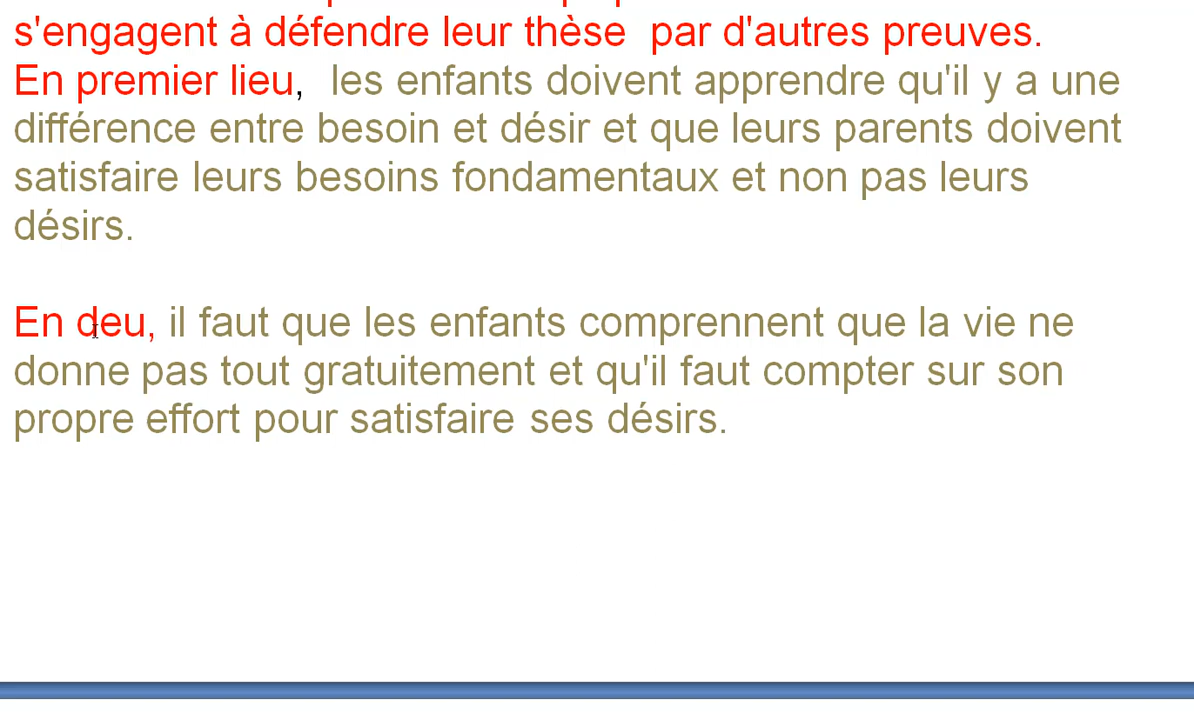 s'engagent à défendre leur thèse par d'autres preuves.
En premier lieu, les enfants doivent apprendre qu'il y a une
différence entre besoin et désir et que leurs parents doivent
satisfaire leurs besoins fondamentaux et non pas leurs
désirs.
En deu, il faut que les enfants comprennent que la vie ne
donne pas tout gratuitement et qu'il faut compter sur son
propre effort pour satisfaire ses désirs.